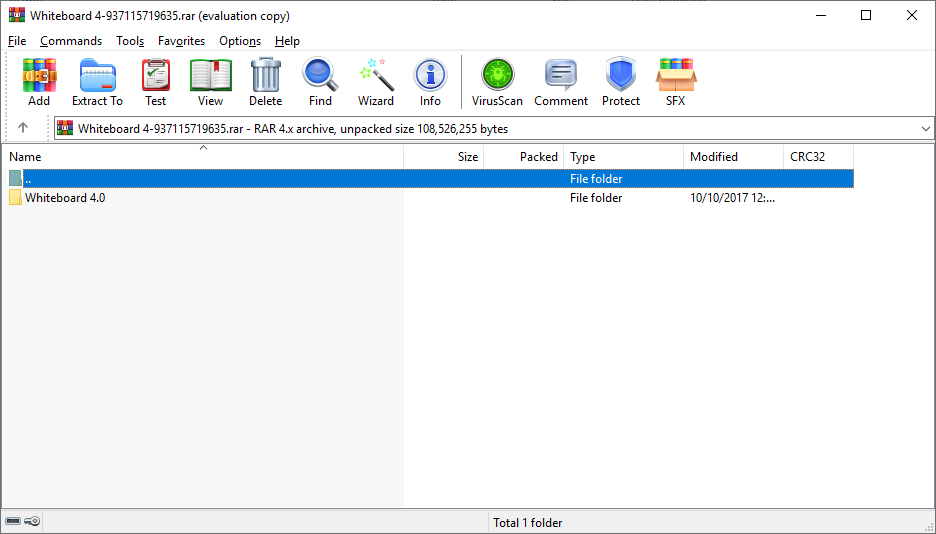 Whiteboard 4-937115719635.rar (evaluation copy)
File Commands Tools Favorites Options Help
Add Extract To Test View Delete Find Wizard Info VirusScan Comment Protect SFX
Whiteboard 4-937115719635.rar - RAR 4.x archive, unpacked size 108,526,255 bytes
Name Size Packed Type Modified CRC32
.. File folder
Whiteboard 4.0 File folder 10/10/2017 12:...
Total 1 folder